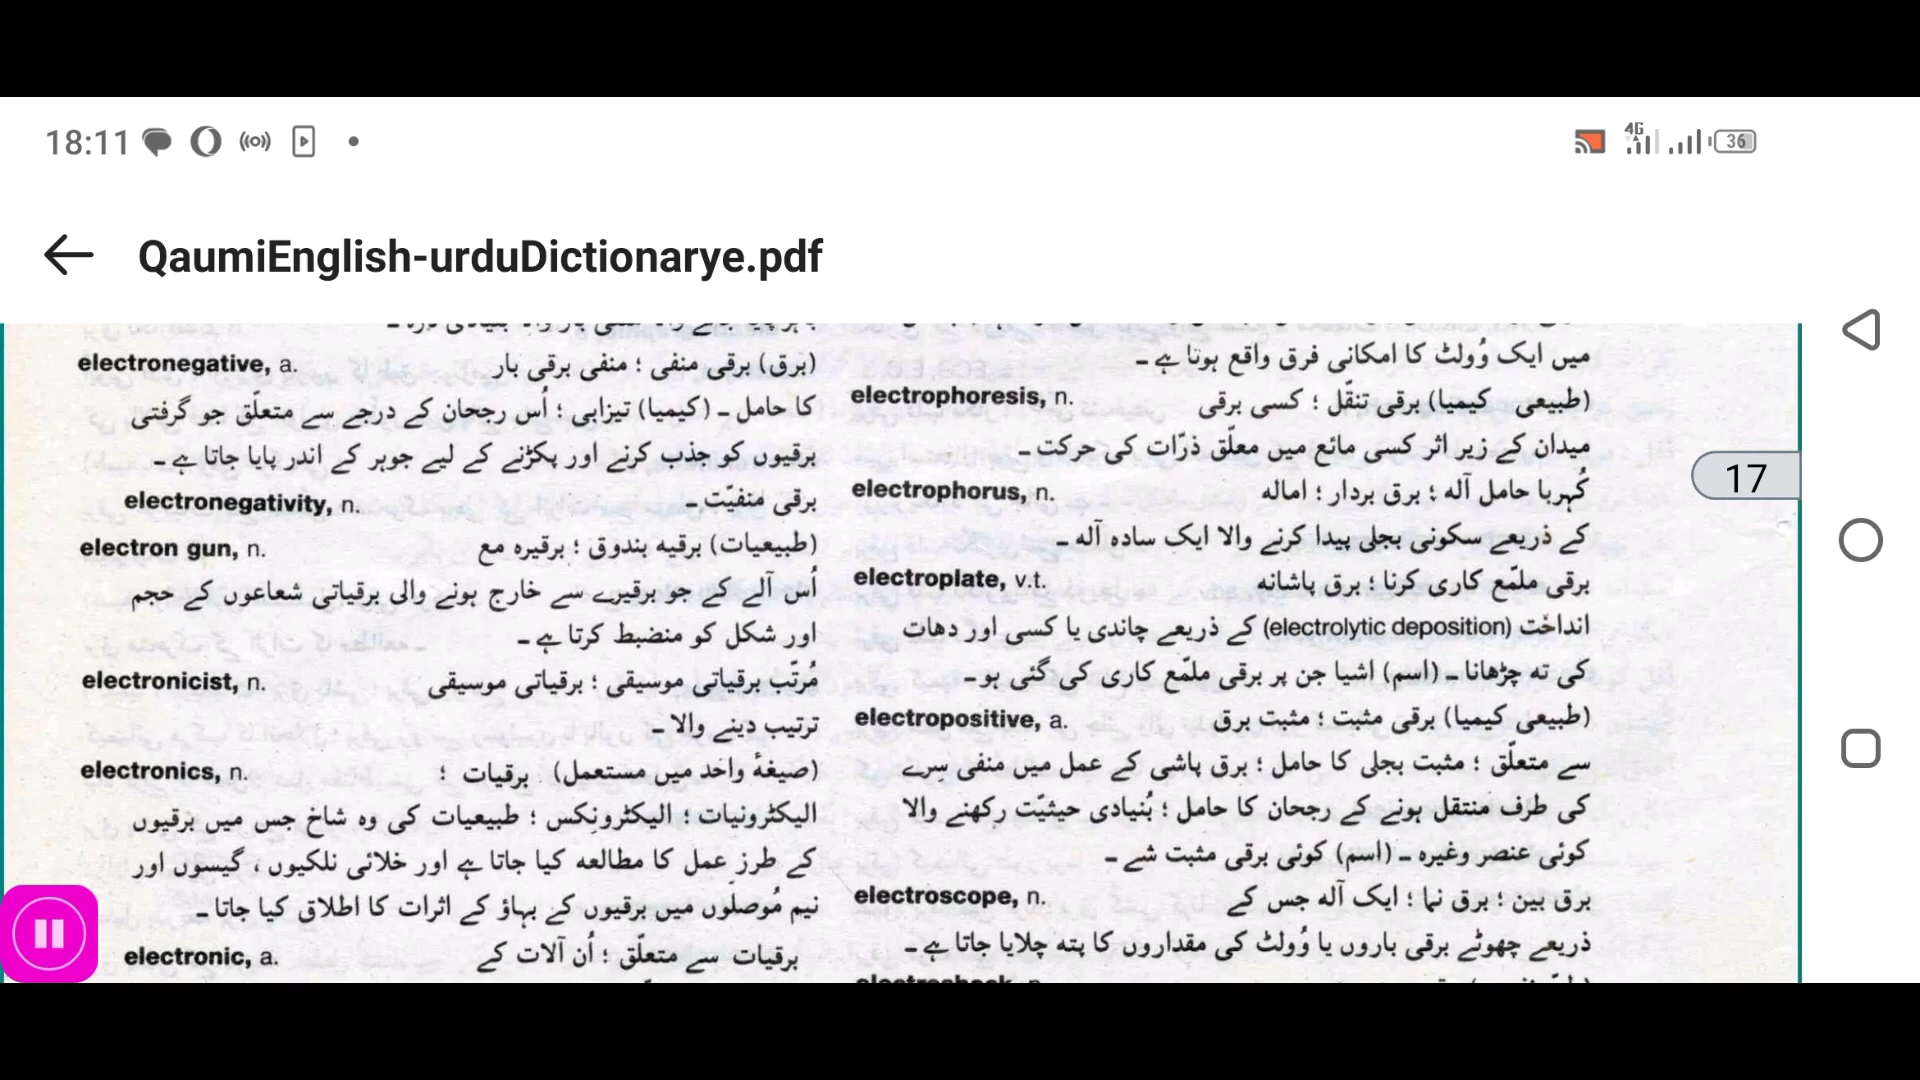 18:11
4G
36
QaumiEnglish-urduDictionarye.pdf
17
electronegative, a. (برق) برقی منفی ؛ منفی برقی بار
کا حامل ۔ (کیمیا) تیزابی ؛ اُس رجحان کے درجے سے متعلّق جو گرفتی
برقیوں کو جذب کرنے اور پکڑنے کے لیے جوہر کے اندر پایا جاتا ہے ۔
electronegativity, n. برقی منفیّت ۔
electron gun, n. (طبیعیات) برقیہ بندوق ؛ برقیرہ مع
اُس آلے کے جو برقیرے سے خارج ہونے والی برقیاتی شعاعوں کے حجم
اور شکل کو منضبط کرتا ہے ۔
electronicist, n. مُرتّب برقیاتی موسیقی ؛ برقیاتی موسیقی
ترتیب دینے والا ۔
electronics, n. (صیغۂ واحد میں مستعمل) برقیات ؛
الیکٹرونیات ؛ الیکٹرونِکس ؛ طبیعیات کی وہ شاخ جس میں برقیوں
کے طرزِ عمل کا مطالعہ کیا جاتا ہے اور خلائی نلکیوں ، گیسوں اور
نیم مُوصلوں میں برقیوں کے بہاؤ کے اثرات کا اطلاق کیا جاتا ۔
electronic, a. برقیات سے متعلّق ؛ اُن آلات کے
میں ایک وُولٹ کا امکانی فرق واقع ہوتا ہے ۔
electrophoresis, n. (طبیعی کیمیا) برقی تنقّل ؛ کسی برقی
میدان کے زیر اثر کسی مائع میں معلّق ذرّات کی حرکت ۔
electrophorus, n. کُہربا حامل آلہ ؛ برق بردار ؛ امالہ
کے ذریعے سکونی بجلی پیدا کرنے والا ایک سادہ آلہ ۔
electroplate, v.t. برقی ملمّع کاری کرنا ؛ برق پاشانہ
انداخت (electrolytic deposition) کے ذریعے چاندی یا کسی اور دھات
کی تہ چڑھانا ۔ (اسم) اشیا جن پر برقی ملمّع کاری کی گئی ہو ۔
electropositive, a. (طبیعی کیمیا) برقی مثبت ؛ مثبت برق
سے متعلّق ؛ مثبت بجلی کا حامل ؛ برق پاشی کے عمل میں منفی سِرے
کی طرف منتقل ہونے کے رجحان کا حامل ؛ بُنیادی حیثیّت رکھنے والا
کوئی عنصر وغیرہ ۔ (اسم) کوئی برقی مثبت شے ۔
electroscope, n. برق بین ؛ برق نما ؛ ایک آلہ جس کے
ذریعے چھوٹے برقی باروں یا وُولٹ کی مقداروں کا پتہ چلایا جاتا ہے ۔